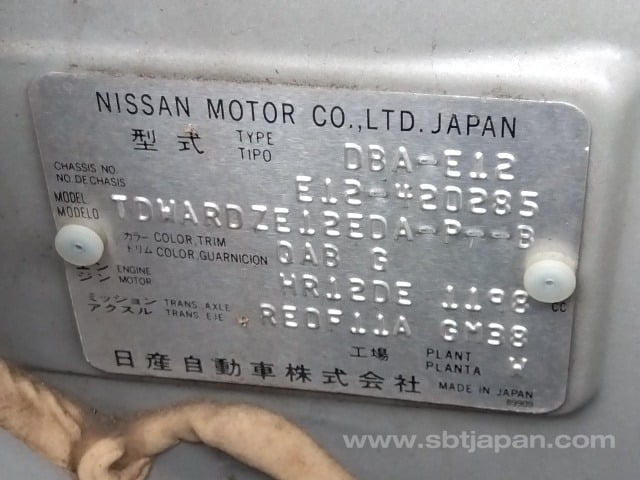 NISSAN MOTOR CO.,LTD. JAPAN
型式 TYPE TIPO DBA-E12
CHASSIS NO. NO.DE CHASIS E12-420285
MODEL MODELO TDWARDZE12EDA-P--B
カラー トリム COLOR,TRIM COLOR,GUARNICION QAB G
エンジン ENGINE MOTOR HR12DE 1198 CC
ミッション アクスル TRANS. AXLE TRANS. EJE RE0F11A GM38
工場 PLANT PLANTA W
日産自動車株式会社 MADE IN JAPAN
89909
www.sbtjapan.com